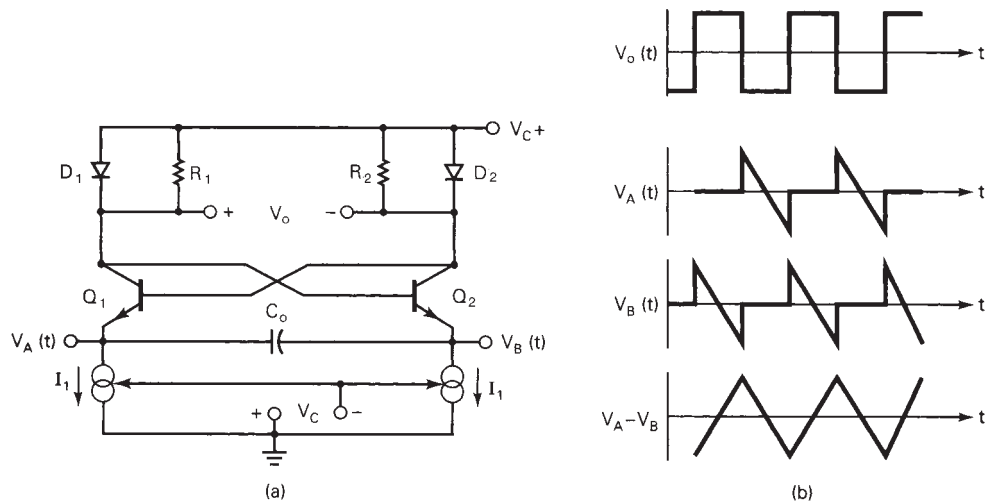 V_C+
D_1
R_1
R_2
D_2
+ V_o −
Q_1
Q_2
C_o
V_A (t)
V_B (t)
I_1
I_1
+ V_C −
(a)
V_o (t)
t
V_A (t)
t
V_B (t)
t
V_A−V_B
t
(b)